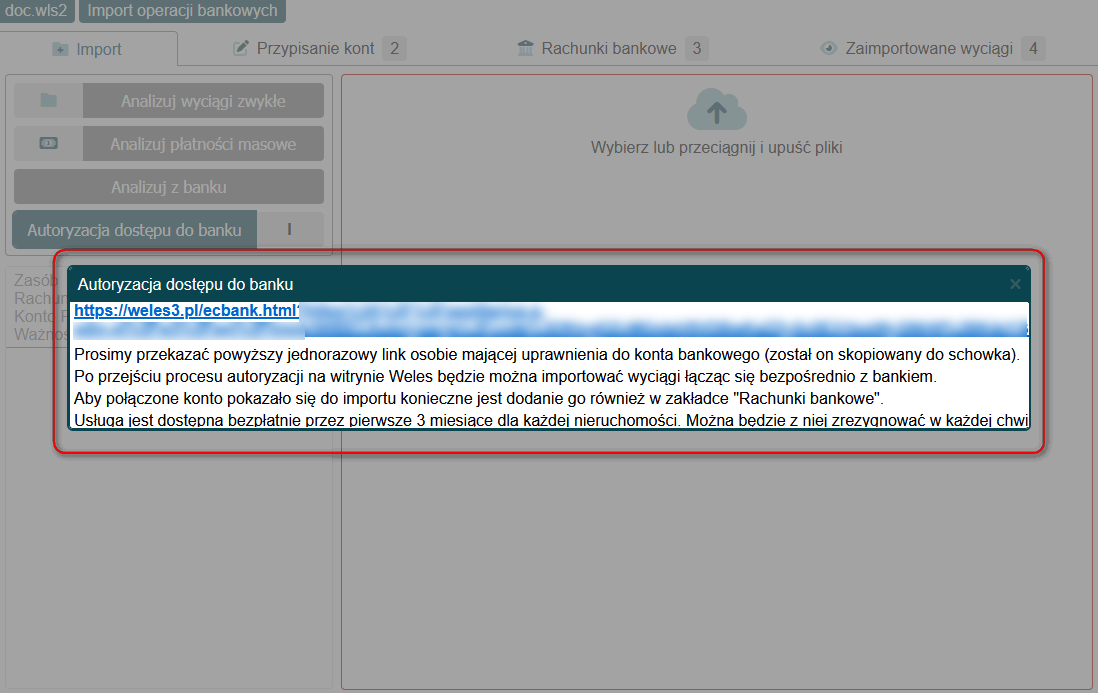 doc.wls2 Import operacji bankowych
Import Przypisanie kont 2 Rachunki bankowe 3 Zaimportowane wyciągi 4
Analizuj wyciągi zwykłe
Analizuj płatności masowe
Analizuj z banku
Autoryzacja dostępu do banku
Wybierz lub przeciągnij i upuść pliki
Zasób
Konto
Autoryzacja dostępu do banku ×
https://weles3.pl/ecbank.html?
Prosimy przekazać powyższy jednorazowy link osobie mającej uprawnienia do konta bankowego (został on skopiowany do schowka).
Po przejściu procesu autoryzacji na witrynie Weles będzie można importować wyciągi łącząc się bezpośrednio z bankiem.
Aby połączone konto pokazało się do importu konieczne jest dodanie go również w zakładce "Rachunki bankowe".
Usługa jest dostępna bezpłatnie przez pierwsze 3 miesiące dla każdej nieruchomości. Można będzie z niej zrezygnować w każdej chwi